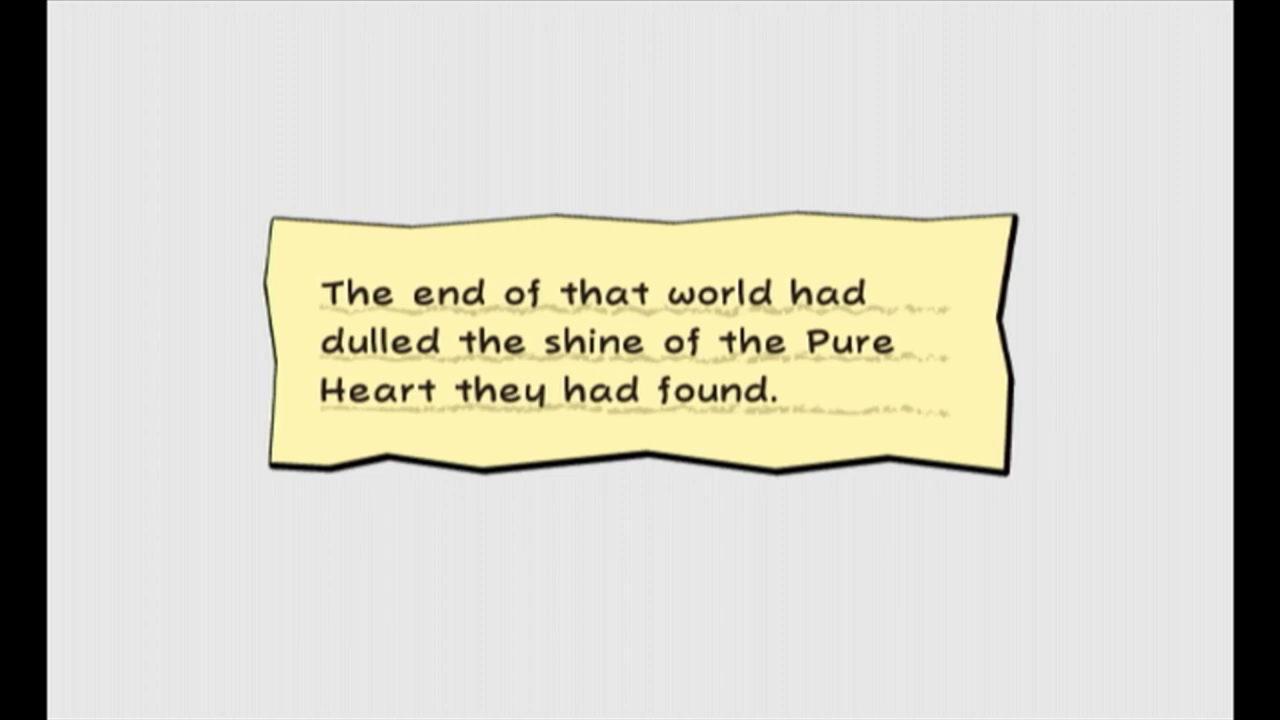 The end of that world had
dulled the shine of the Pure
Heart they had found.